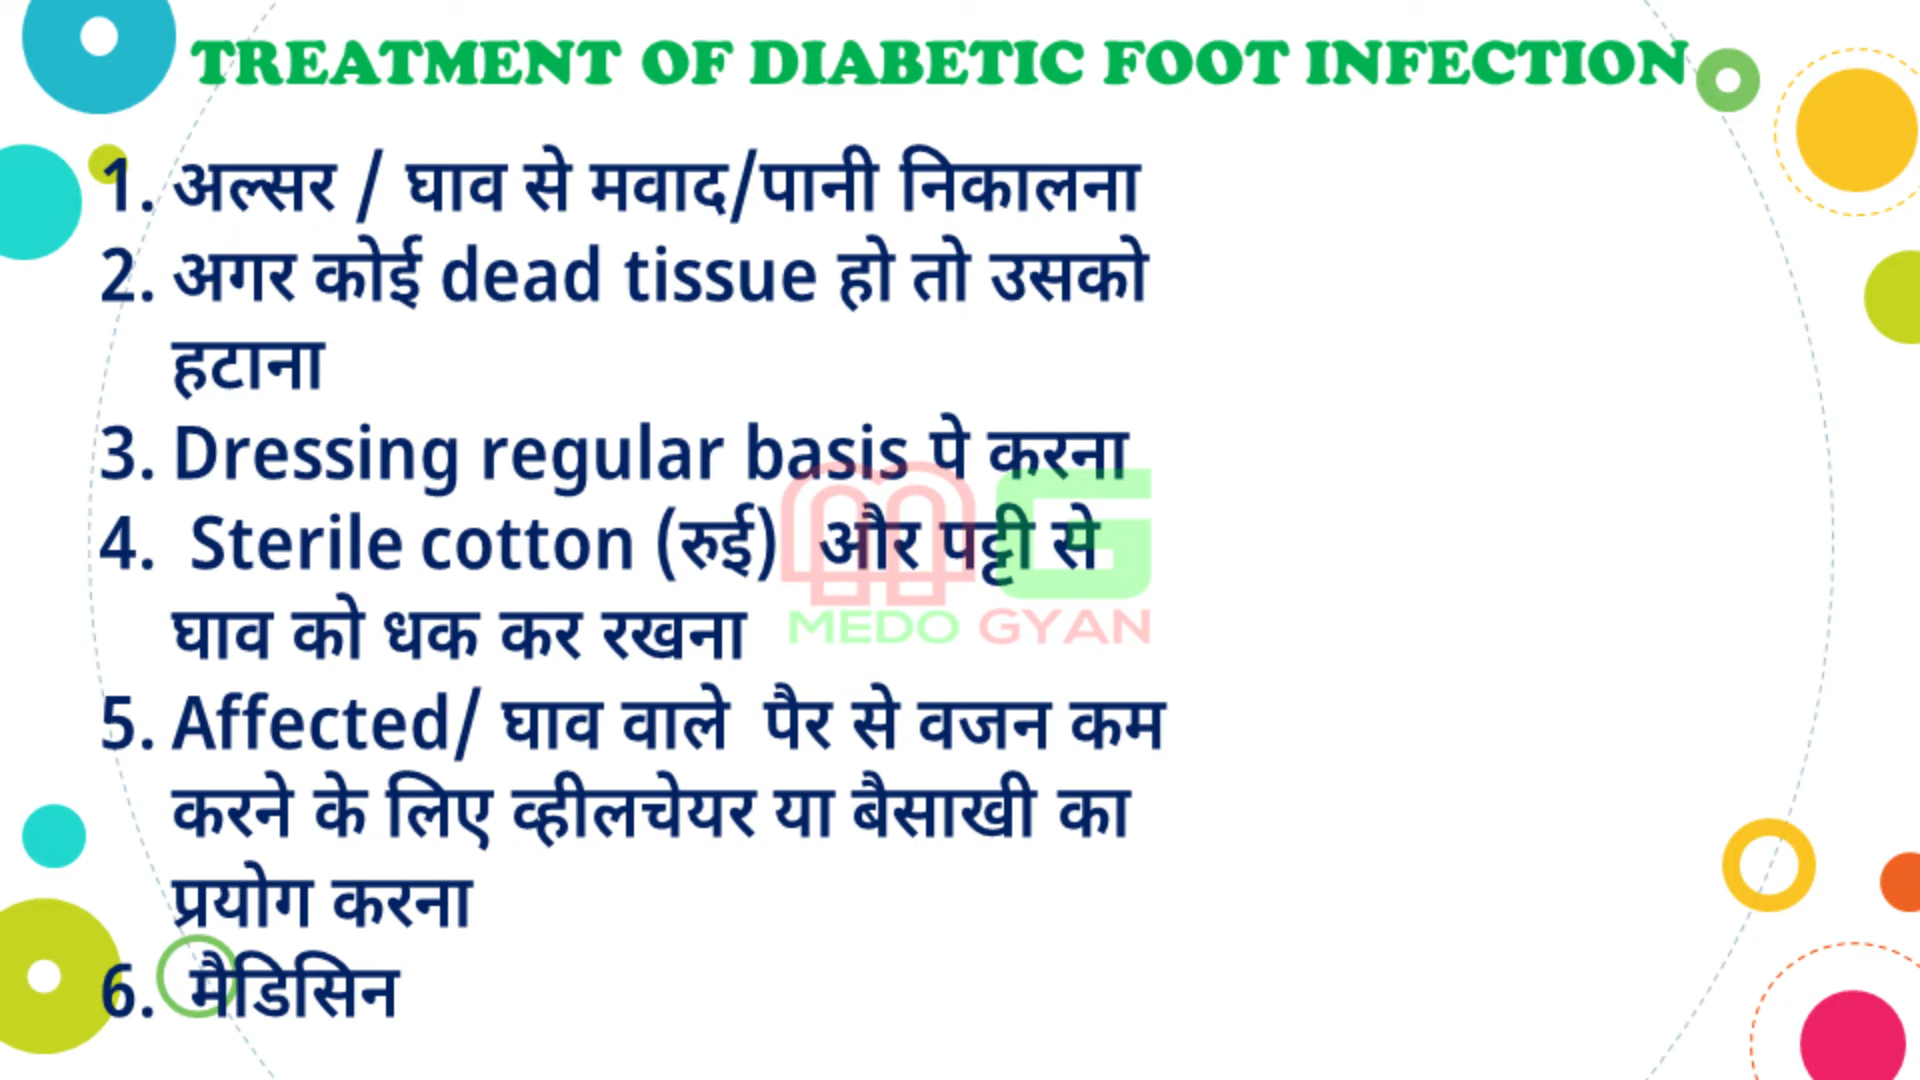 TREATMENT OF DIABETIC FOOT INFECTION
1. अल्सर / घाव से मवाद/पानी निकालना
2. अगर कोई dead tissue हो तो उसको
हटाना
3. Dressing regular basis पे करना
4. Sterile cotton (रुई) और पट्टी से
घाव को धक कर रखना
MEDO GYAN
5. Affected/ घाव वाले पैर से वजन कम
करने के लिए व्हीलचेयर या बैसाखी का
प्रयोग करना
6. मैडिसिन